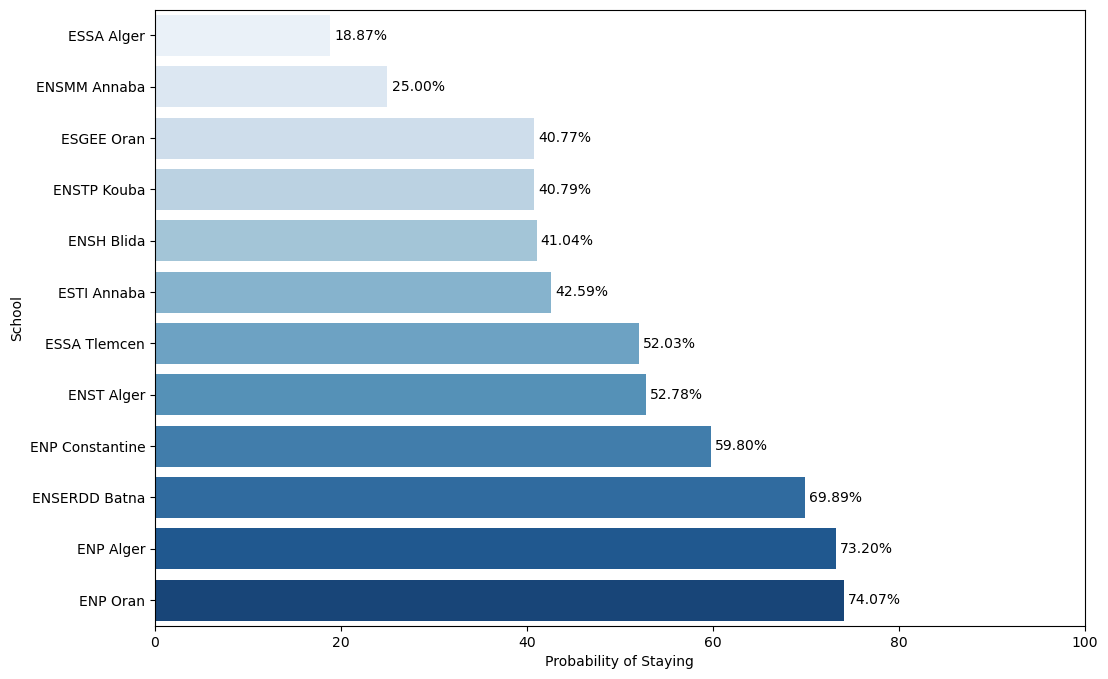 ESSA Alger 18.87%
ENSMM Annaba 25.00%
ESGEE Oran 40.77%
ENSTP Kouba 40.79%
ENSH Blida 41.04%
ESTI Annaba 42.59%
ESSA Tlemcen 52.03%
ENST Alger 52.78%
ENP Constantine 59.80%
ENSERDD Batna 69.89%
ENP Alger 73.20%
ENP Oran 74.07%
School
0 20 40 60 80 100
Probability of Staying